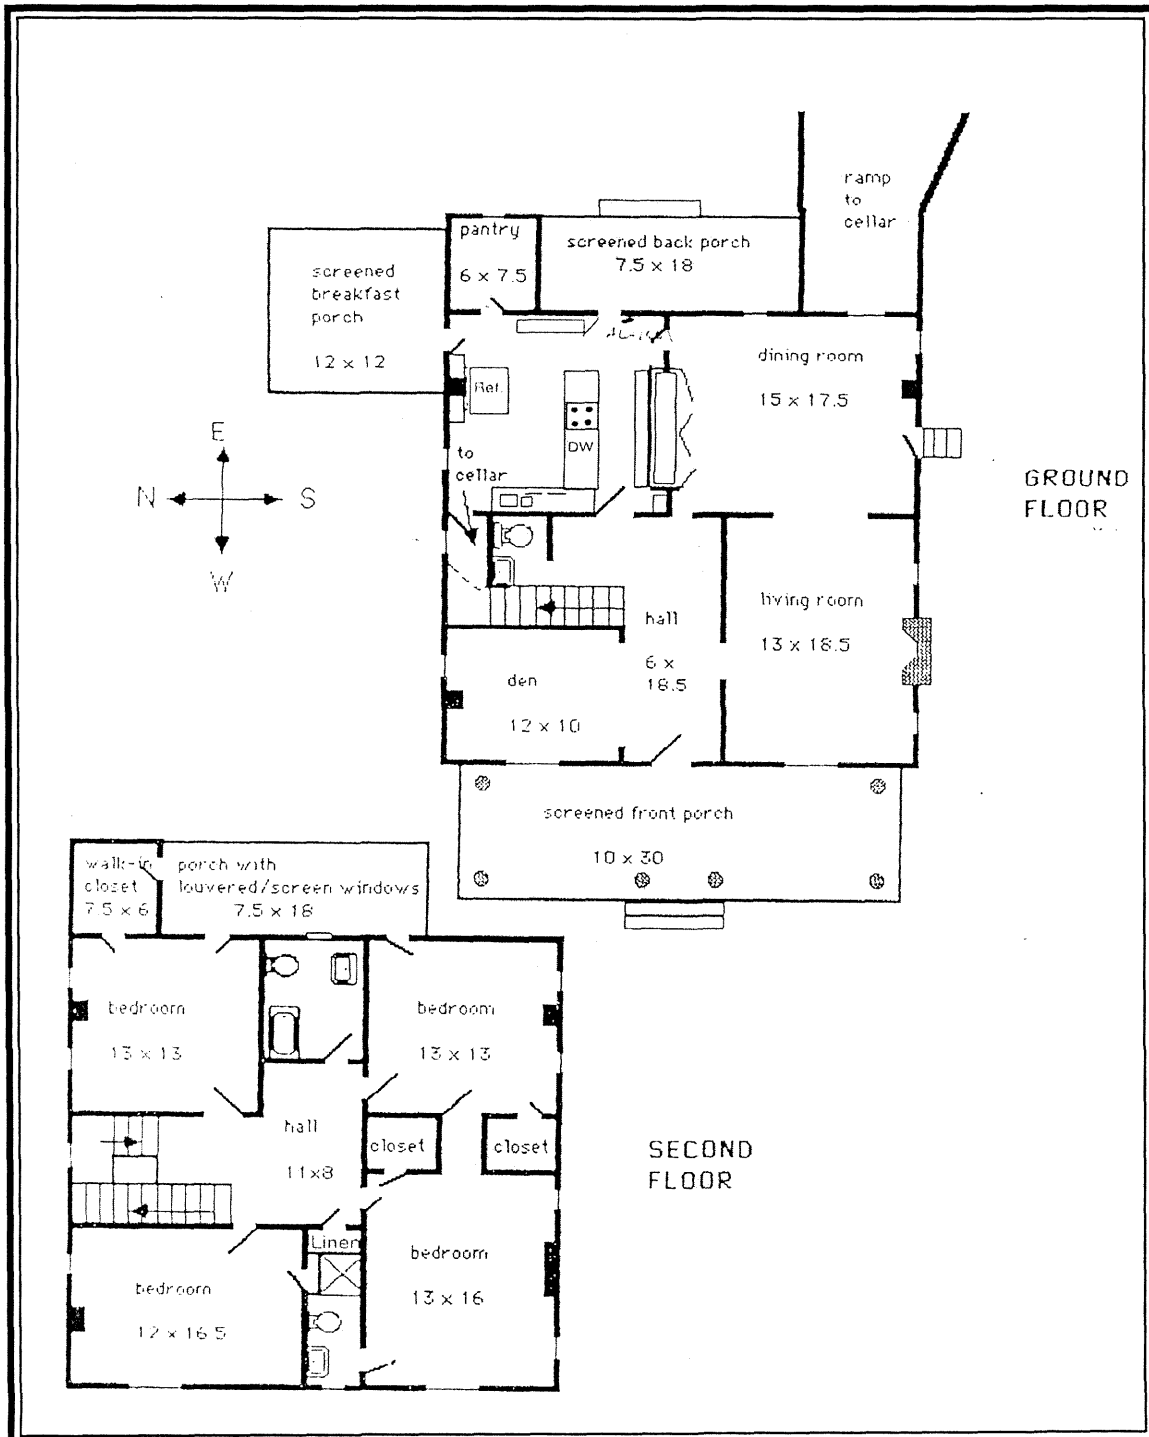 ramp
to
cellar
pantry
6 x 7.5
screened back porch
7.5 x 18
screened
breakfast
porch
12 x 12
Ref.
DW
to
cellar
dining room
15 x 17.5
E
N
S
W
GROUND
FLOOR
hall
6 x
18.5
living room
13 x 18.5
den
12 x 10
screened front porch
10 x 30
walk-in
closet
7.5 x 6
porch with
louvered/screen windows
7.5 x 18
bedroom
13 x 13
bedroom
13 x 13
hall
11x8
closet
closet
SECOND
FLOOR
Linen
bedroom
13 x 16
bedroom
12 x 16.5